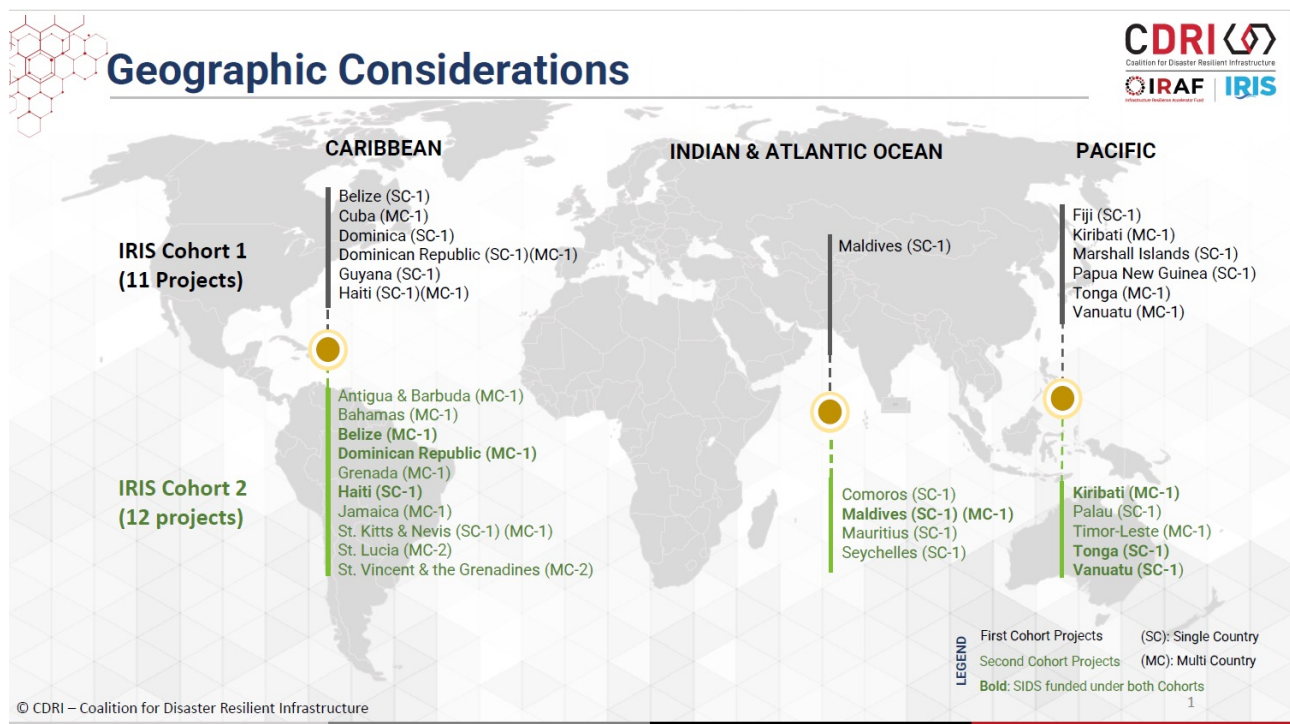 Geographic Considerations
CDRI
Coalition for Disaster Resilient Infrastructure
IRAF
Infrastructure Resilience Accelerator Fund
IRIS
CARIBBEAN
INDIAN & ATLANTIC OCEAN
PACIFIC
IRIS Cohort 1
(11 Projects)
Belize (SC-1)
Cuba (MC-1)
Dominica (SC-1)
Dominican Republic (SC-1)(MC-1)
Guyana (SC-1)
Haiti (SC-1)(MC-1)
Maldives (SC-1)
Fiji (SC-1)
Kiribati (MC-1)
Marshall Islands (SC-1)
Papua New Guinea (SC-1)
Tonga (MC-1)
Vanuatu (MC-1)
IRIS Cohort 2
(12 projects)
Antigua & Barbuda (MC-1)
Bahamas (MC-1)
Belize (MC-1)
Dominican Republic (MC-1)
Grenada (MC-1)
Haiti (SC-1)
Jamaica (MC-1)
St. Kitts & Nevis (SC-1) (MC-1)
St. Lucia (MC-2)
St. Vincent & the Grenadines (MC-2)
Comoros (SC-1)
Maldives (SC-1) (MC-1)
Mauritius (SC-1)
Seychelles (SC-1)
Kiribati (MC-1)
Palau (SC-1)
Timor-Leste (MC-1)
Tonga (SC-1)
Vanuatu (SC-1)
LEGEND
First Cohort Projects
(SC): Single Country
Second Cohort Projects
(MC): Multi Country
Bold: SIDS funded under both Cohorts
1
© CDRI – Coalition for Disaster Resilient Infrastructure